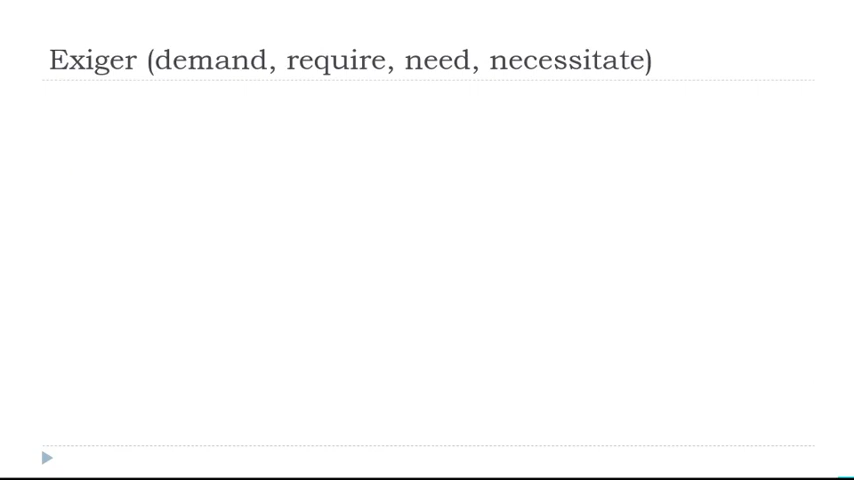 Exiger (demand, require, need, necessitate)